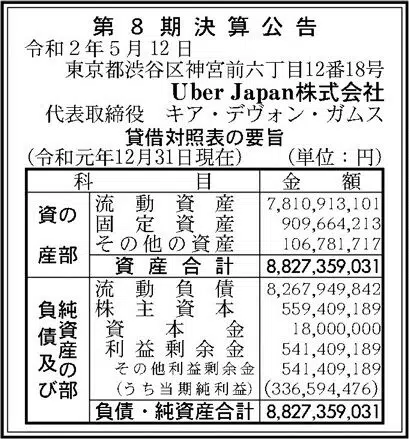 第8期決算公告
令和2年5月12日
東京都渋谷区神宮前六丁目12番18号
Uber Japan株式会社
代表取締役 キア・デヴォン・ガムス
貸借対照表の要旨
(令和元年12月31日現在) (単位:円)
科目 金額
資産の部
流動資産 7,810,913,101
固定資産 909,664,213
その他の資産 106,781,717
資産合計 8,827,359,031
負債及び純資産の部
流動負債 8,267,949,842
株主資本 559,409,189
資本金 18,000,000
利益剰余金 541,409,189
その他利益剰余金 541,409,189
(うち当期純利益) (336,594,476)
負債・純資産合計 8,827,359,031